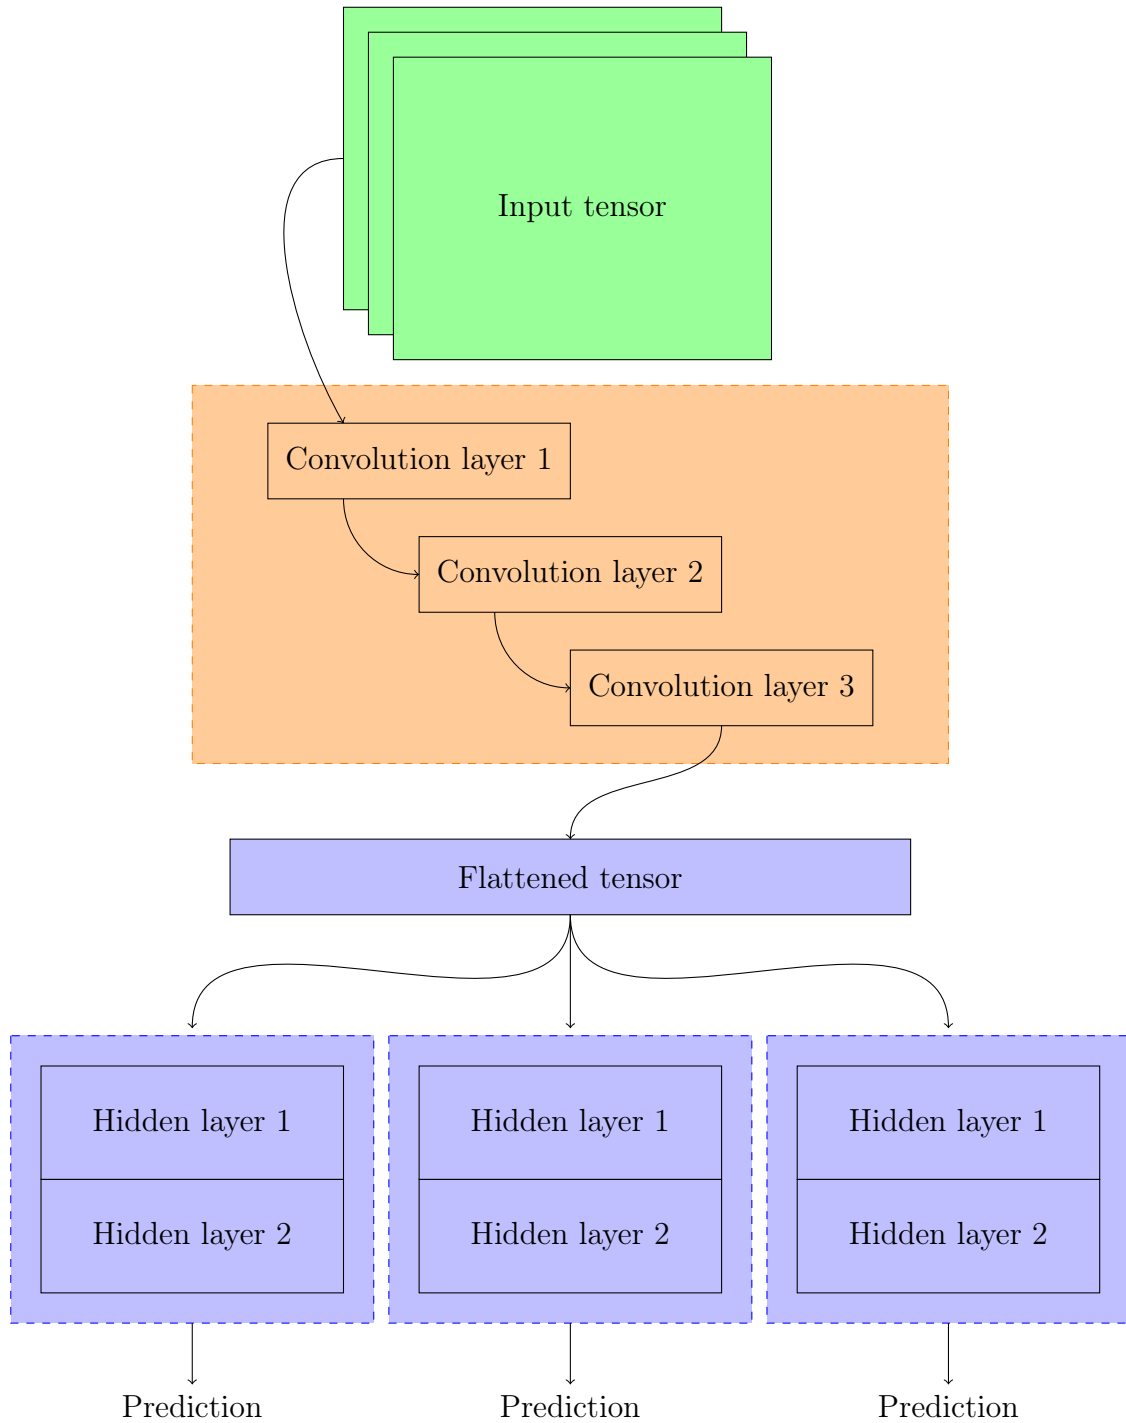 Input tensor
Convolution layer 1
Convolution layer 2
Convolution layer 3
Flattened tensor
Hidden layer 1
Hidden layer 1
Hidden layer 1
Hidden layer 2
Hidden layer 2
Hidden layer 2
Prediction
Prediction
Prediction